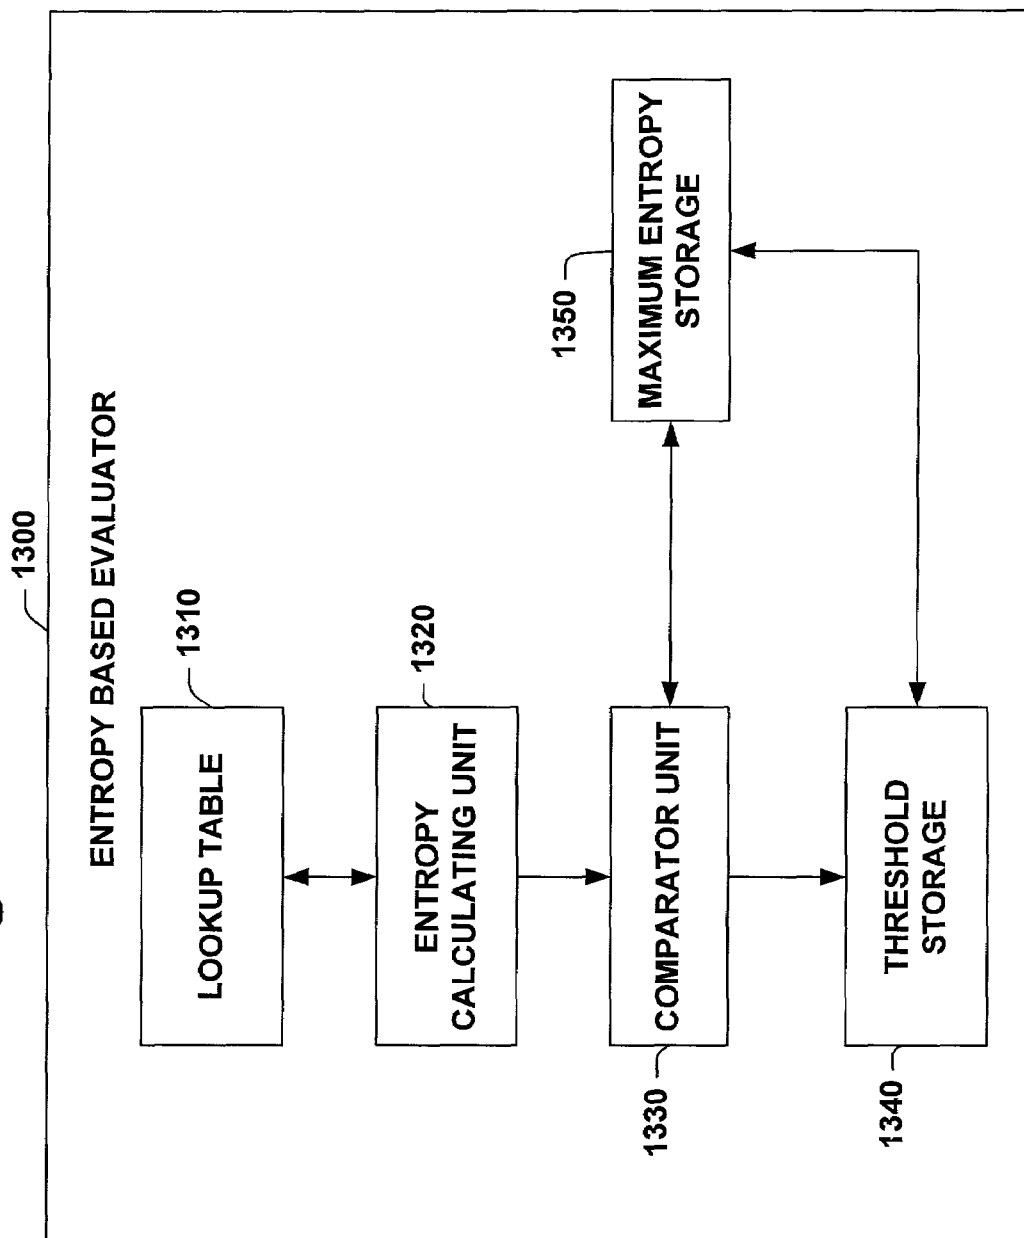 1300
ENTROPY BASED EVALUATOR
LOOKUP TABLE
1310
ENTROPY
CALCULATING UNIT
1320
COMPARATOR UNIT
1330
MAXIMUM ENTROPY
STORAGE
1350
THRESHOLD
STORAGE
1340